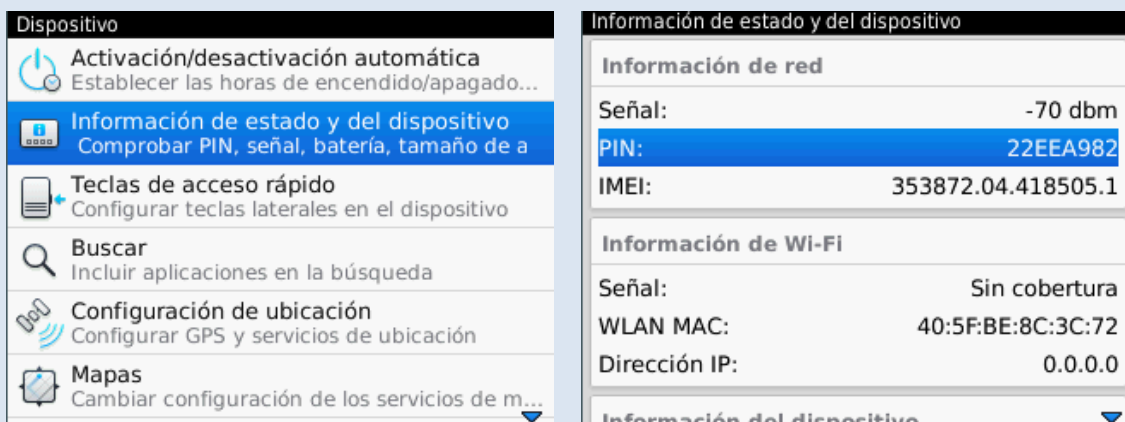 Dispositivo
Activación/desactivación automática
Establecer las horas de encendido/apagado...
Información de estado y del dispositivo
Comprobar PIN, señal, batería, tamaño de a
Teclas de acceso rápido
Configurar teclas laterales en el dispositivo
Buscar
Incluir aplicaciones en la búsqueda
Configuración de ubicación
Configurar GPS y servicios de ubicación
Mapas
Cambiar configuración de los servicios de m...
Información de estado y del dispositivo
Información de red
Señal: -70 dbm
PIN: 22EEA982
IMEI: 353872.04.418505.1
Información de Wi-Fi
Señal: Sin cobertura
WLAN MAC: 40:5F:BE:8C:3C:72
Dirección IP: 0.0.0.0
Información del dispositivo